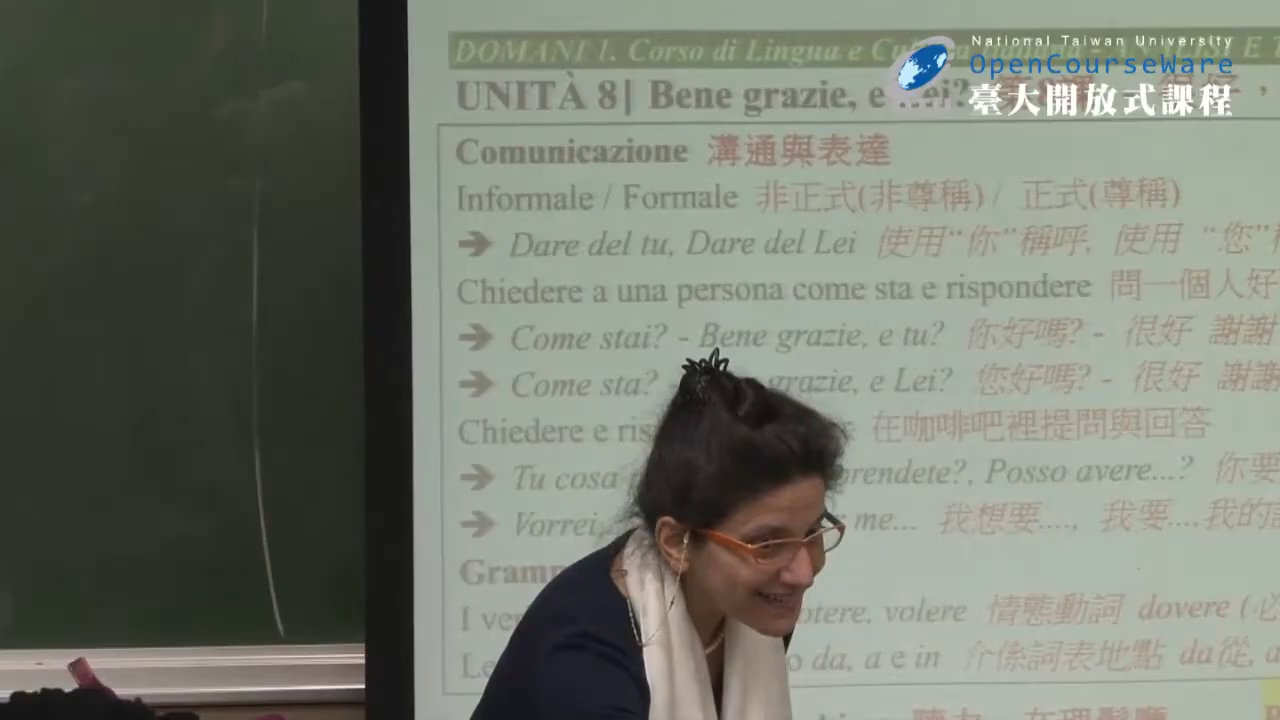 DOMANI 1. Corso di Lingua e
National Taiwan University
OpenCourseWare
臺大開放式課程
UNITÀ 8| Bene grazie, e
Comunicazione 溝通與表達
Informale / Formale 非正式(非尊稱) / 正式(尊稱)
➔ Dare del tu, Dare del Lei 使用“你”稱呼, 使用 “您”
Chiedere a una persona come sta e rispondere 問一個人好
➔ Come stai? - Bene grazie, e tu? 你好嗎? - 很好 謝謝
➔ Come sta? grazie, e Lei? 您好嗎? - 很好 謝謝
Chiedere e 在咖啡吧裡提問與回答
➔ Tu cosa prendete?, Posso avere...? 你要
➔ Vorrei, me... 我想要...., 我要....我的
I potere, volere 情態動詞 dovere
Le da, a e in 介係詞表地點 da從,